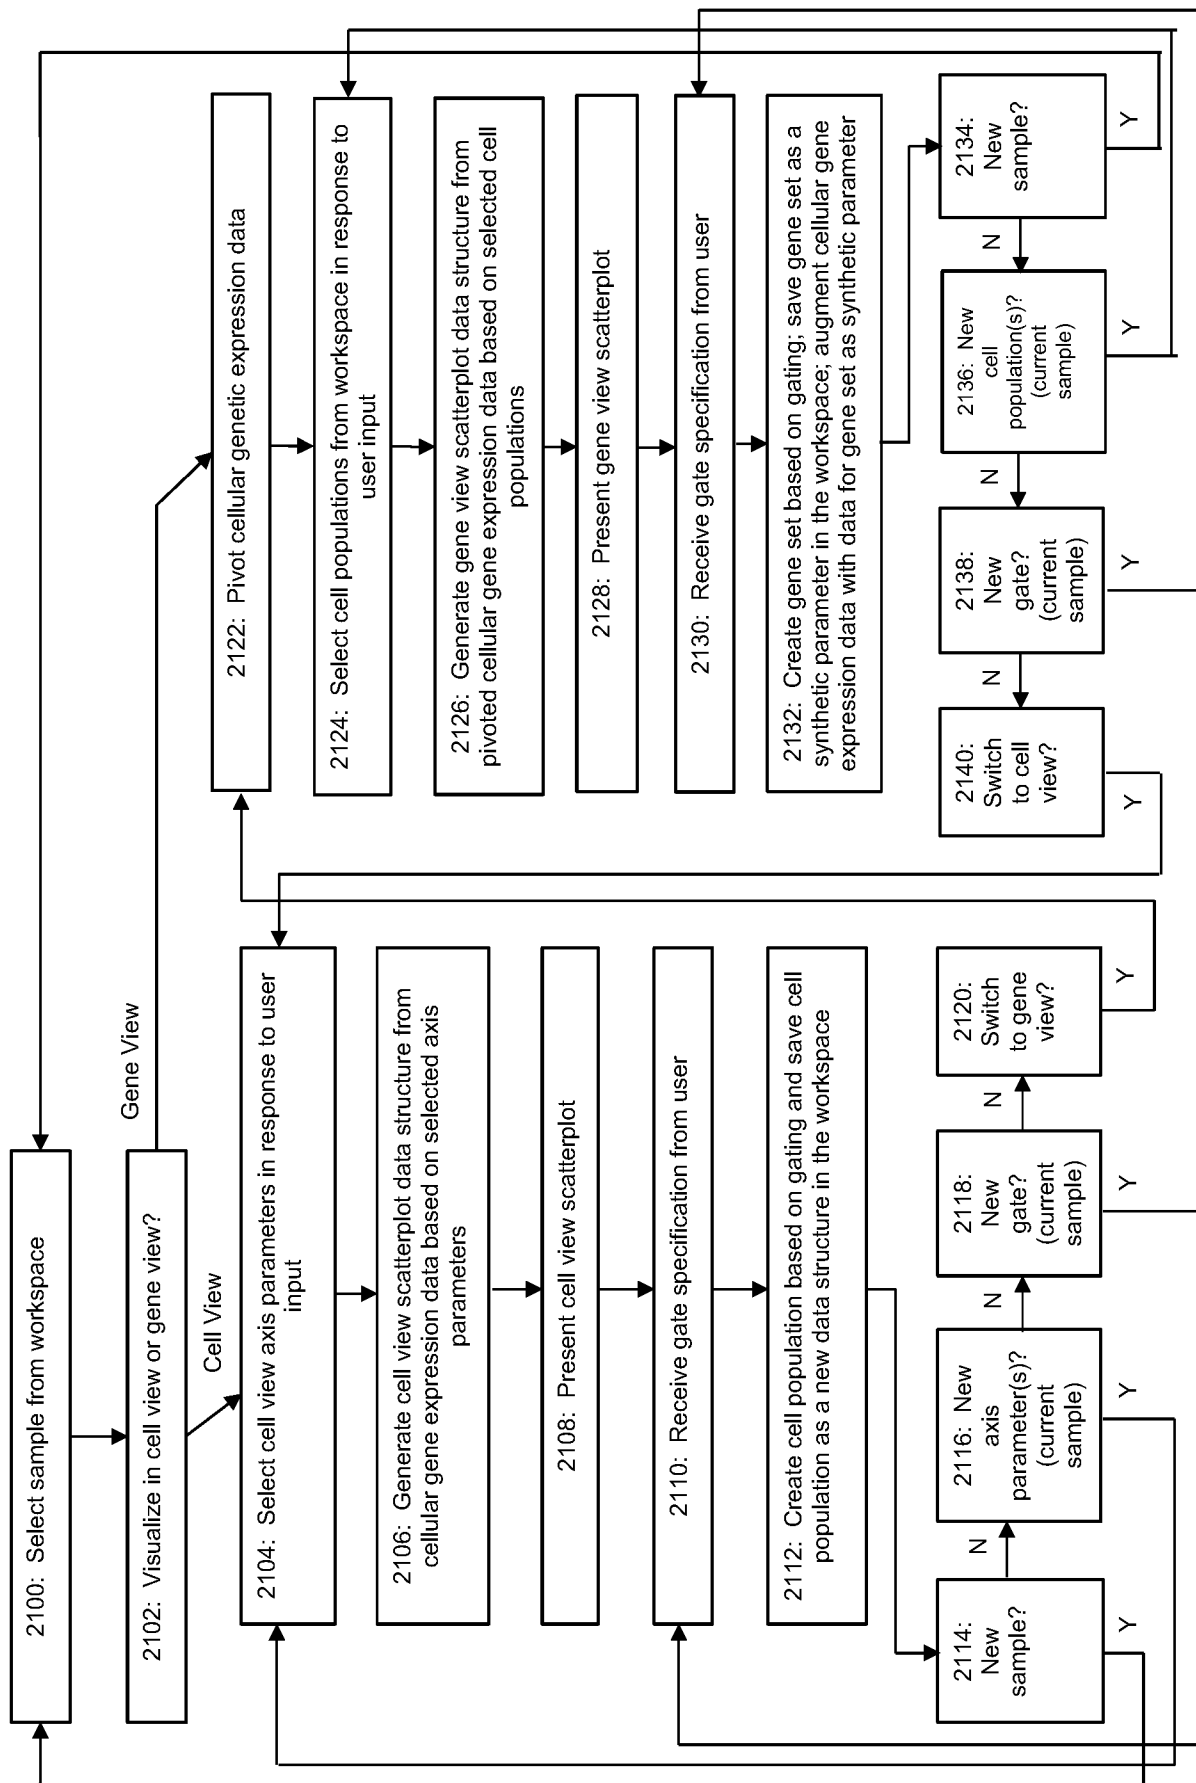 2100: Select sample from workspace
2102: Visualize in cell view or gene view?
Cell View
Gene View
2104: Select cell view axis parameters in response to user
input
2106: Generate cell view scatterplot data structure from
cellular gene expression data based on selected axis
parameters
2108: Present cell view scatterplot
2110: Receive gate specification from user
2112: Create cell population based on gating and save cell
population as a new data structure in the workspace
2114:
New
sample?
Y
N
2116: New
axis
parameter(s)?
(current
sample)
Y
N
2118:
New
gate?
(current
sample)
Y
N
2120:
Switch
to gene
view?
Y
2122: Pivot cellular genetic expression data
2124: Select cell populations from workspace in response to
user input
2126: Generate gene view scatterplot data structure from
pivoted cellular gene expression data based on selected cell
populations
2128: Present gene view scatterplot
2130: Receive gate specification from user
2132: Create gene set based on gating; save gene set as a
synthetic parameter in the workspace; augment cellular gene
expression data with data for gene set as synthetic parameter
2134:
New
sample?
Y
N
2136: New
cell
population(s)?
(current
sample)
Y
N
2138:
New
gate?
(current
sample)
Y
N
2140:
Switch
to cell
view?
Y